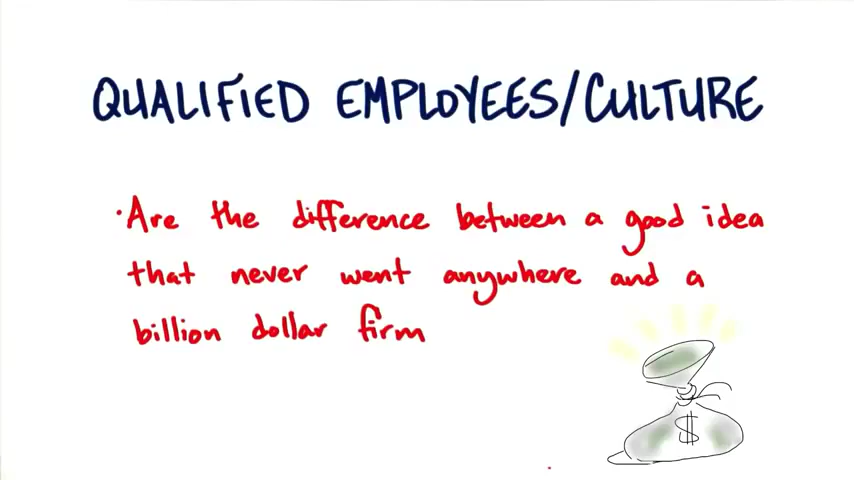 QUALIFIED EMPLOYEES/CULTURE
·Are the difference between a good idea
that never went anywhere and a
billion dollar firm
$